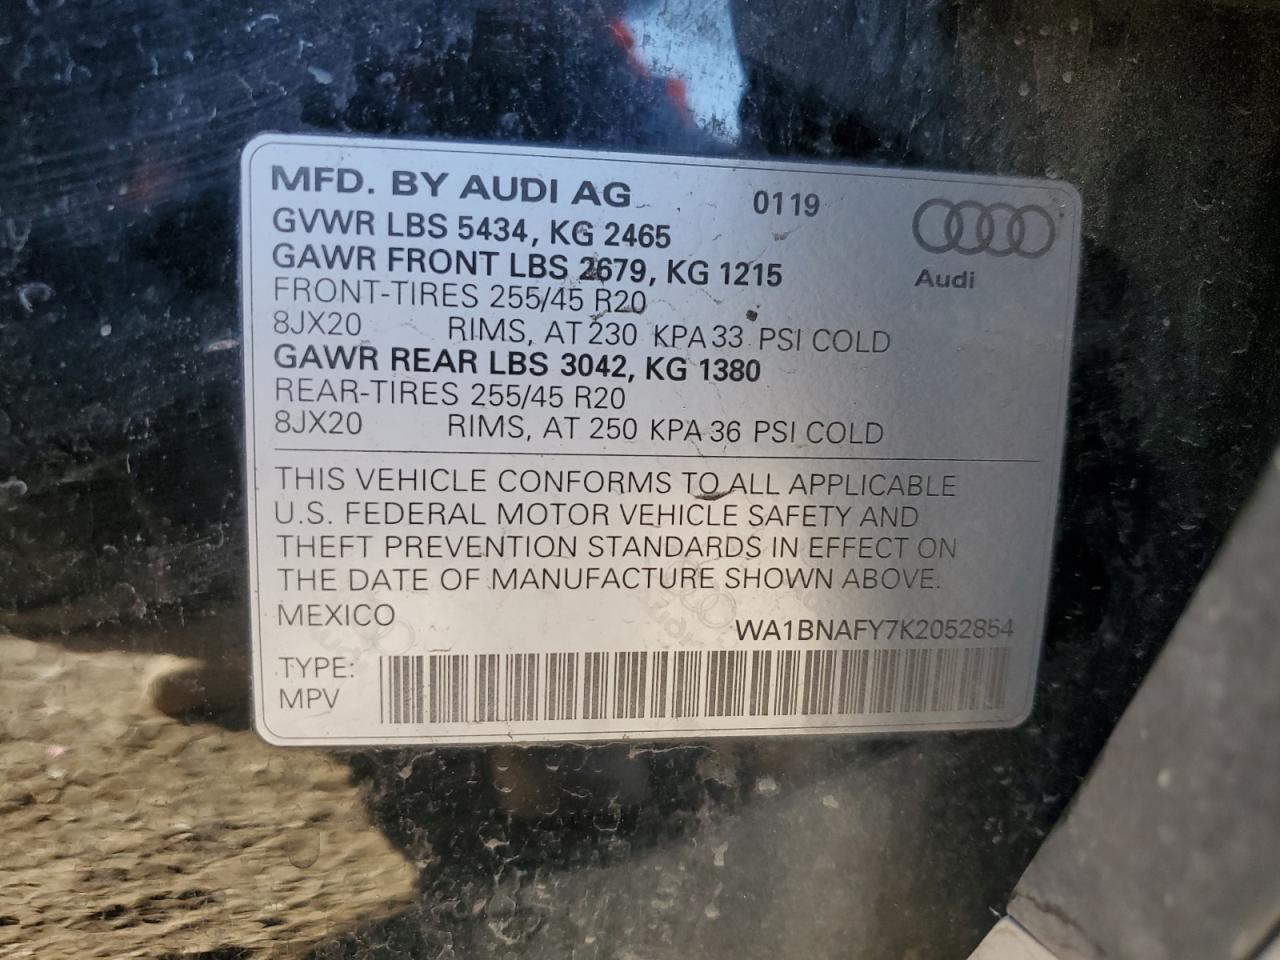 MFD. BY AUDI AG 0119
GVWR LBS 5434, KG 2465
GAWR FRONT LBS 2679, KG 1215
Audi
FRONT-TIRES 255/45 R20
8JX20 RIMS, AT 230 KPA 33 PSI COLD
GAWR REAR LBS 3042, KG 1380
REAR-TIRES 255/45 R20
8JX20 RIMS, AT 250 KPA 36 PSI COLD
THIS VEHICLE CONFORMS TO ALL APPLICABLE
U.S. FEDERAL MOTOR VEHICLE SAFETY AND
THEFT PREVENTION STANDARDS IN EFFECT ON
THE DATE OF MANUFACTURE SHOWN ABOVE.
MEXICO
WA1BNAFY7K2052854
TYPE:
MPV